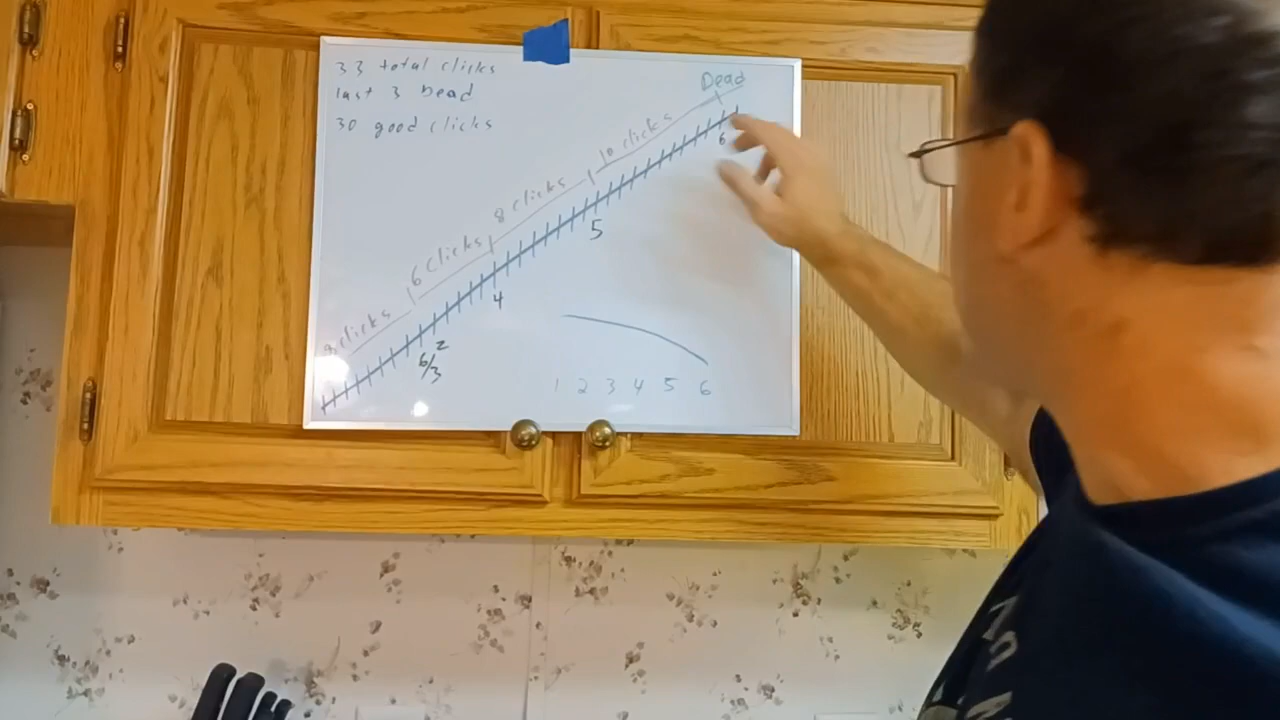 33 total clicks
last 3 Dead
30 good clicks
Dead
10 clicks
8 clicks
6 clicks
8 clicks
6
5
4
2
6/3
1 2 3 4 5 6